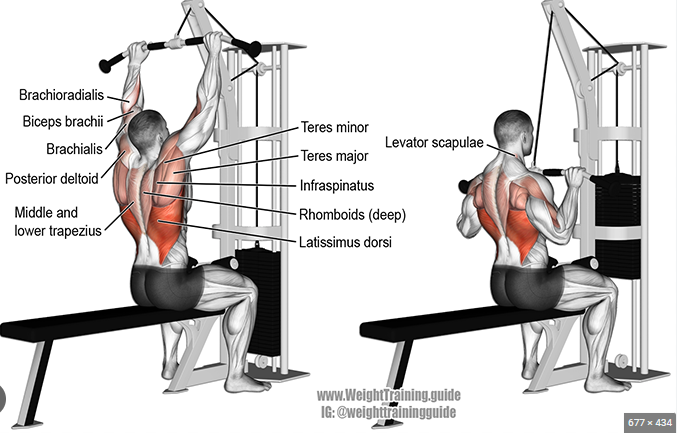 Brachioradialis
Biceps brachii
Brachialis
Posterior deltoid
Middle and
lower trapezius
Teres minor
Teres major
Infraspinatus
Rhomboids (deep)
Latissimus dorsi
Levator scapulae
www.WeightTraining.guide
IG: @weighttrainingguide
677 × 434